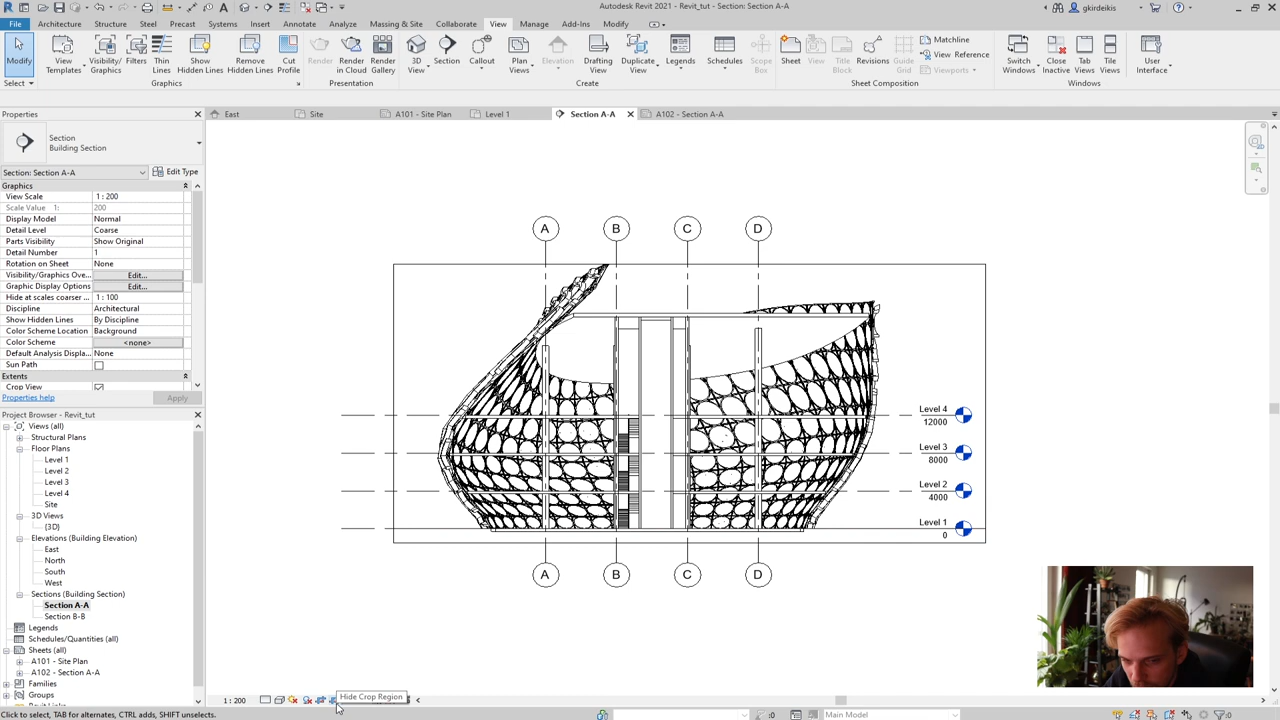 Autodesk Revit 2021 - Revit_tut - Section: Section A-A
gkirdeikis
File
Architecture
Structure
Steel
Precast
Systems
Insert
Annotate
Analyze
Massing & Site
Collaborate
View
Manage
Add-Ins
Modify
Modify
View Templates
Visibility/ Graphics
Filters
Thin Lines
Show Hidden Lines
Remove Hidden Lines
Cut Profile
Render
Render in Cloud
Render Gallery
3D View
Section
Callout
Plan Views
Elevation
Drafting View
Duplicate View
Legends
Schedules
Scope Box
Sheet
View
Title Block
Revisions
Guide Grid
Matchline
View Reference
Viewports
Switch Windows
Close Inactive
Tab Views
Tile Views
User Interface
Select
Graphics
Presentation
Create
Sheet Composition
Windows
Properties
East
Site
A101 - Site Plan
Level 1
Section A-A
A102 - Section A-A
Section
Building Section
Section: Section A-A
Edit Type
Graphics
View Scale 1 : 200
Scale Value 1: 200
Display Model Normal
Detail Level Coarse
Parts Visibility Show Original
Detail Number 1
Rotation on Sheet None
Visibility/Graphics Ove... Edit...
Graphic Display Options Edit...
Hide at scales coarser ... 1 : 100
Discipline Architectural
Show Hidden Lines By Discipline
Color Scheme Location Background
Color Scheme <none>
Default Analysis Displa... None
Sun Path
Extents
Crop View
Properties help
Apply
Project Browser - Revit_tut
Views (all)
Structural Plans
Floor Plans
Level 1
Level 2
Level 3
Level 4
Site
3D Views
{3D}
Elevations (Building Elevation)
East
North
South
West
Sections (Building Section)
Section A-A
Section B-B
Legends
Schedules/Quantities (all)
Sheets (all)
A101 - Site Plan
A102 - Section A-A
Families
Groups
A B C D
Level 4
12000
Level 3
8000
Level 2
4000
Level 1
0
A B C D
Hide Crop Region
1 : 200
Click to select, TAB for alternates, CTRL adds, SHIFT unselects.
:0
Main Model
:0